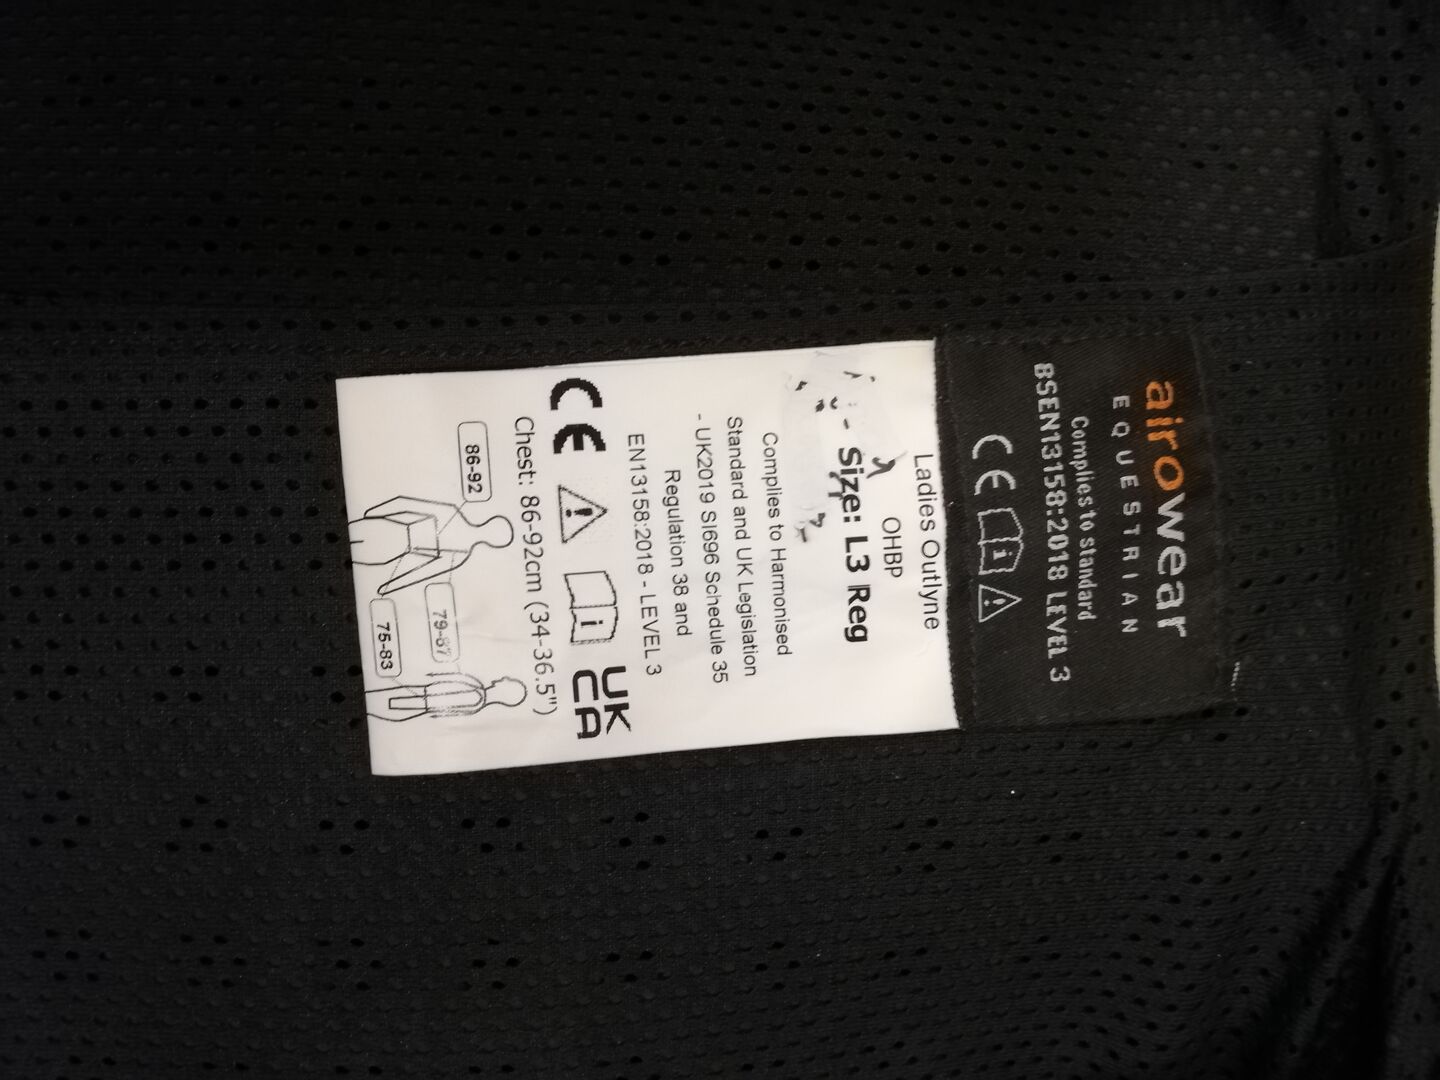 airowear
EQUESTRIAN
Complies to standard
BSEN13158:2018 LEVEL 3
CE
Ladies Outlyne
OHBP
- Size: L3 Reg
Complies to Harmonised
Standard and UK Legislation
- UK2019 SI696 Schedule 35
Regulation 38 and
EN13158:2018 - LEVEL 3
CE UK
CA
Chest: 86-92cm (34-36.5")
86-92
79-87
75-83